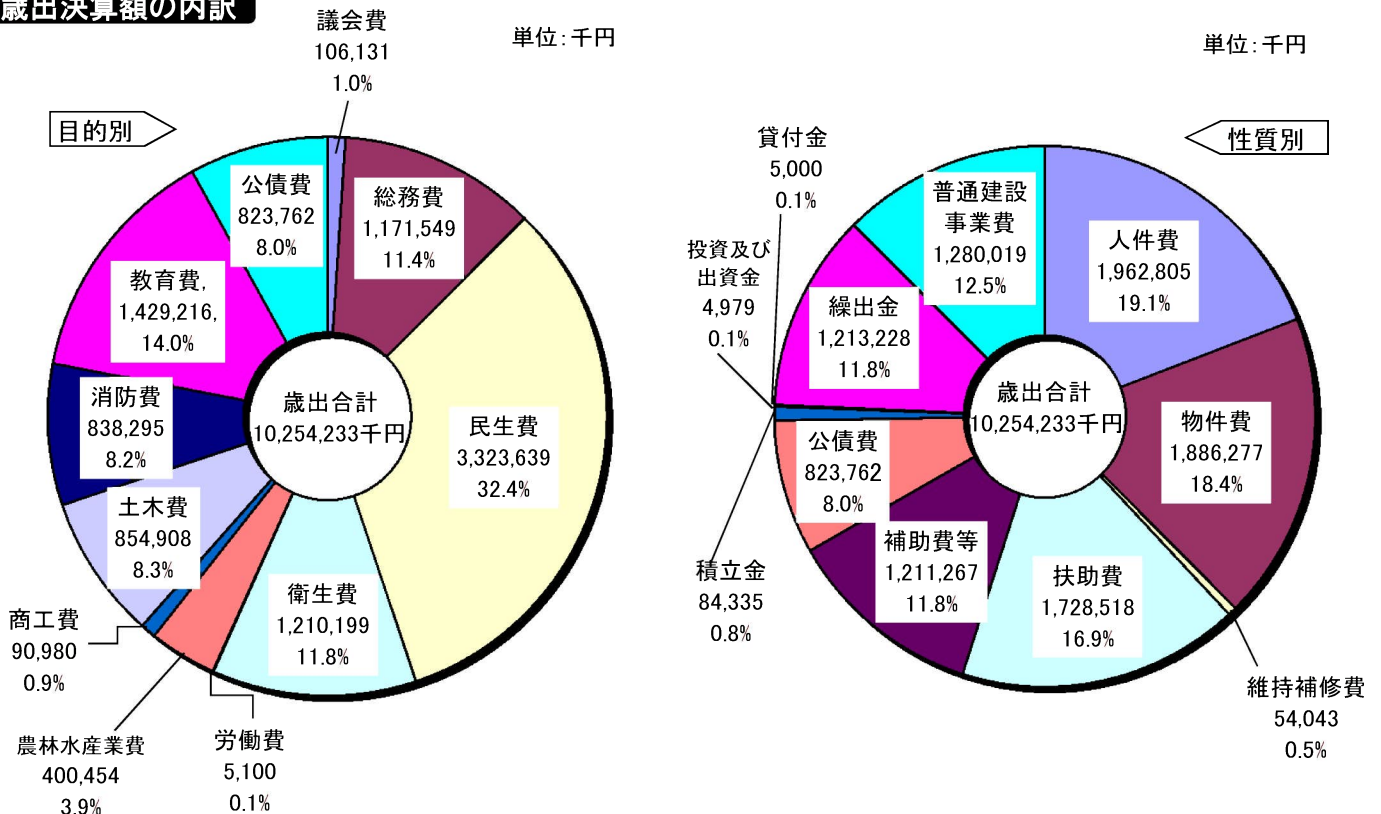 歳出決算額の内訳
単位：千円
目的別
議会費
106,131
1.0%
総務費
1,171,549
11.4%
民生費
3,323,639
32.4%
衛生費
1,210,199
11.8%
労働費
5,100
0.1%
農林水産業費
400,454
3.9%
商工費
90,980
0.9%
土木費
854,908
8.3%
消防費
838,295
8.2%
教育費,
1,429,216,
14.0%
公債費
823,762
8.0%
歳出合計
10,254,233千円
単位：千円
性質別
人件費
1,962,805
19.1%
物件費
1,886,277
18.4%
維持補修費
54,043
0.5%
扶助費
1,728,518
16.9%
補助費等
1,211,267
11.8%
公債費
823,762
8.0%
積立金
84,335
0.8%
投資及び
出資金
4,979
0.1%
貸付金
5,000
0.1%
繰出金
1,213,228
11.8%
普通建設
事業費
1,280,019
12.5%
歳出合計
10,254,233千円